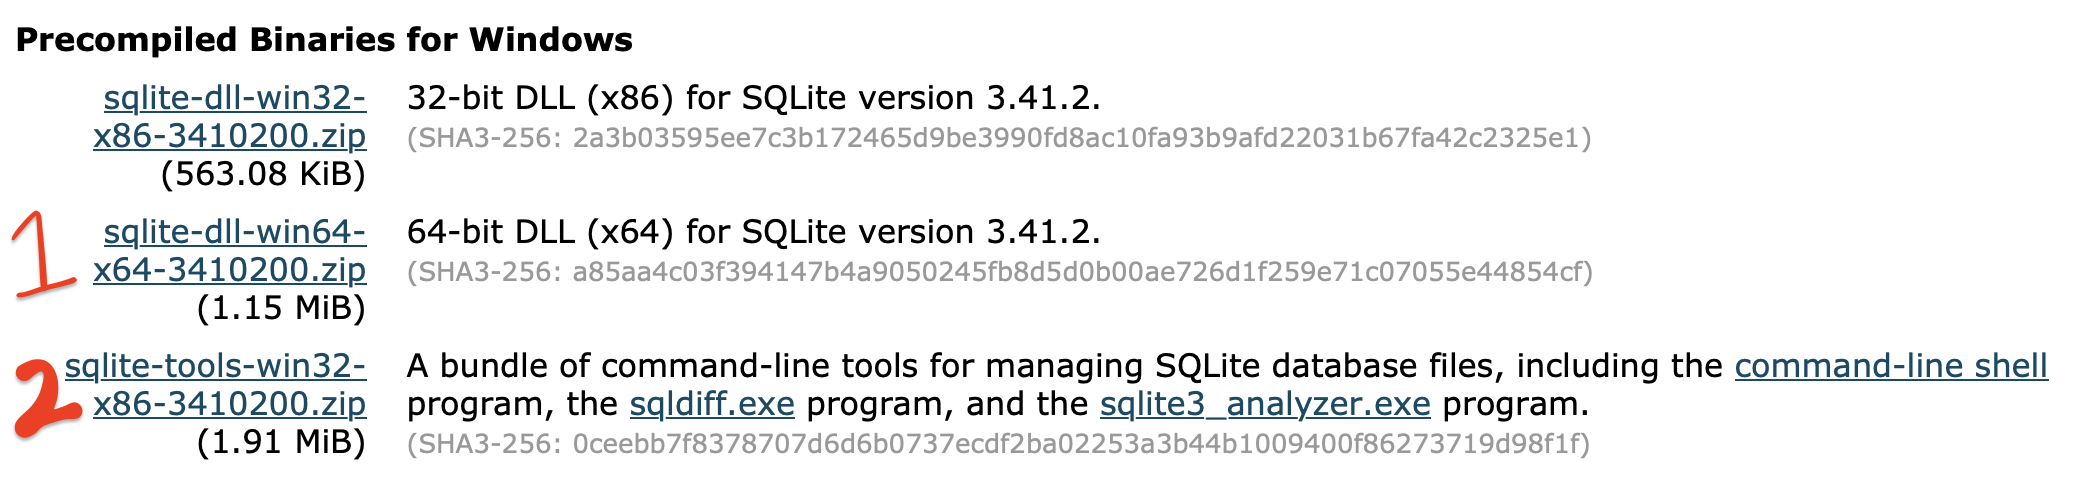 Precompiled Binaries for Windows
sqlite-dll-win32-
x86-3410200.zip
(563.08 KiB)
32-bit DLL (x86) for SQLite version 3.41.2.
(SHA3-256: 2a3b03595ee7c3b172465d9be3990fd8ac10fa93b9afd22031b67fa42c2325e1)
1
sqlite-dll-win64-
x64-3410200.zip
(1.15 MiB)
64-bit DLL (x64) for SQLite version 3.41.2.
(SHA3-256: a85aa4c03f394147b4a9050245fb8d5d0b00ae726d1f259e71c07055e44854cf)
2
sqlite-tools-win32-
x86-3410200.zip
(1.91 MiB)
A bundle of command-line tools for managing SQLite database files, including the command-line shell
program, the sqldiff.exe program, and the sqlite3_analyzer.exe program.
(SHA3-256: 0ceebb7f8378707d6d6b0737ecdf2ba02253a3b44b1009400f86273719d98f1f)